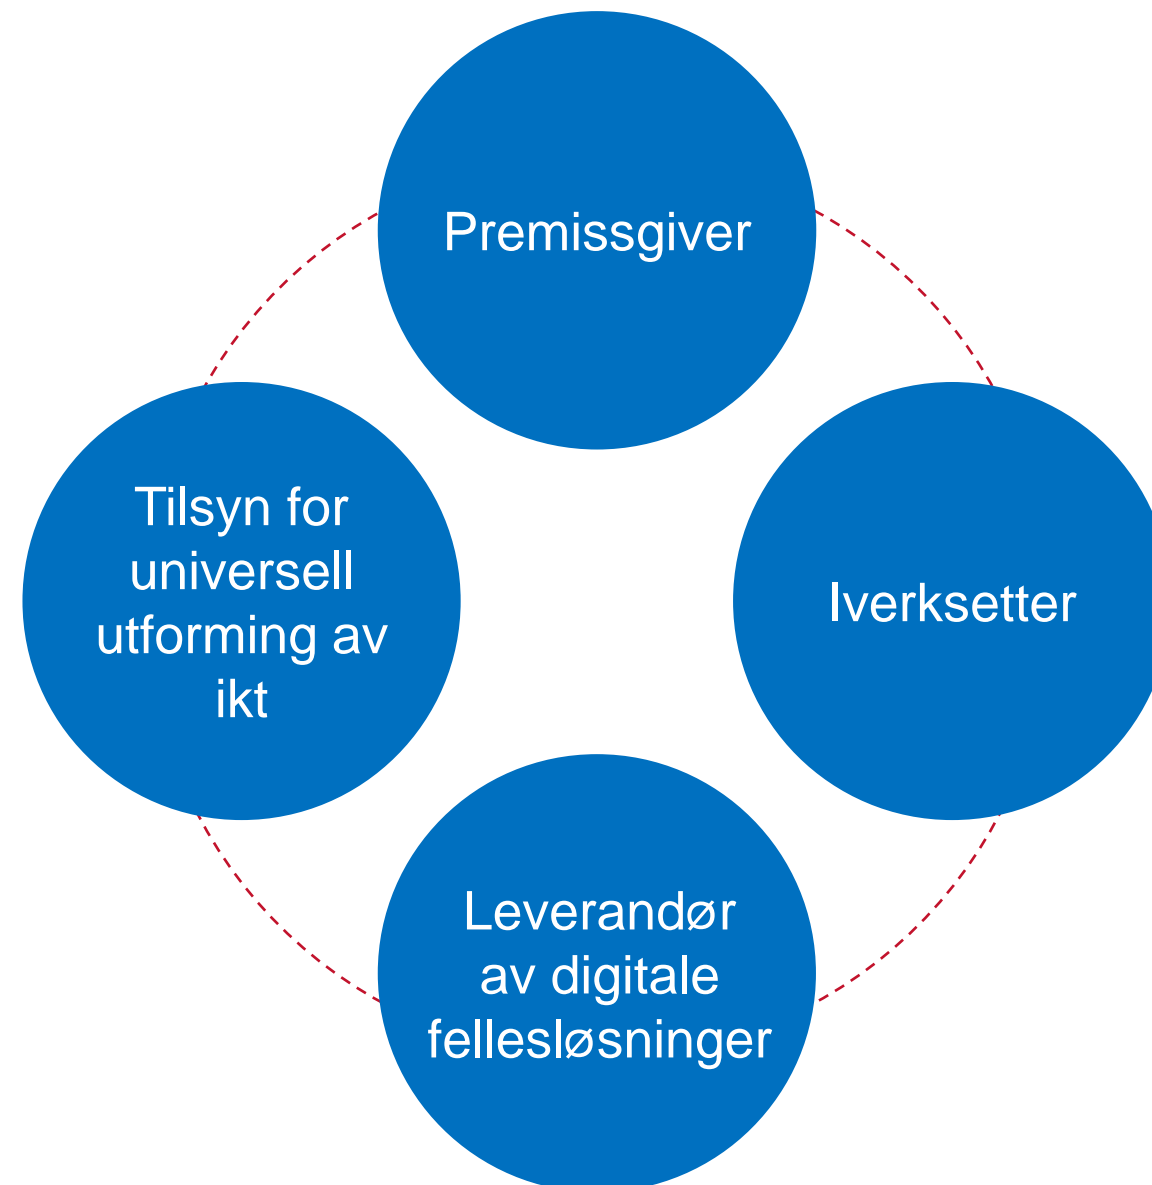 Premissgiver
Tilsyn for
universell
utforming av
ikt
Iverksetter
Leverandør
av digitale
fellesløsninger